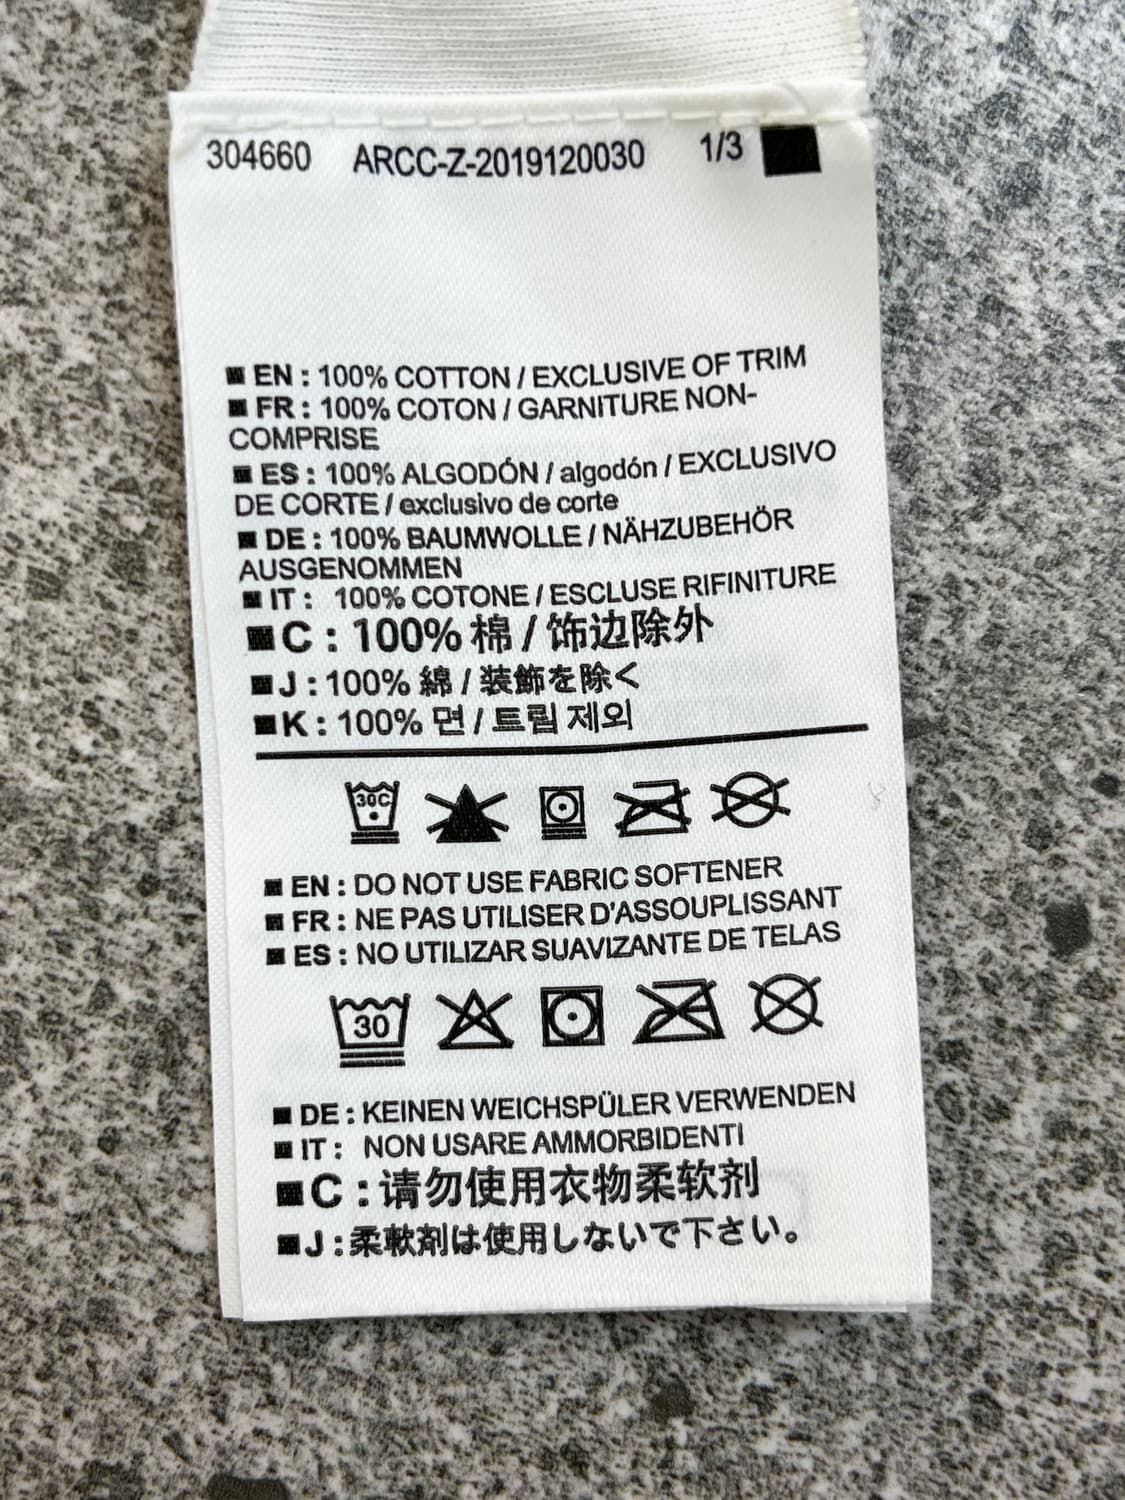 304660 ARCC-Z-2019120030 1/3
EN : 100% COTTON / EXCLUSIVE OF TRIM
FR : 100% COTON / GARNITURE NON-
COMPRISE
ES : 100% ALGODÓN / algodón / EXCLUSIVO
DE CORTE / exclusivo de corte
DE : 100% BAUMWOLLE / NÄHZUBEHÖR
AUSGENOMMEN
IT : 100% COTONE / ESCLUSE RIFINITURE
C : 100% 棉 / 饰边除外
J : 100% 綿 / 装飾を除く
K : 100% 면 / 트림 제외
30C
EN : DO NOT USE FABRIC SOFTENER
FR : NE PAS UTILISER D'ASSOUPLISSANT
ES : NO UTILIZAR SUAVIZANTE DE TELAS
30
DE : KEINEN WEICHSPÜLER VERWENDEN
IT : NON USARE AMMORBIDENTI
C : 请勿使用衣物柔软剂
J : 柔軟剤は使用しないで下さい。